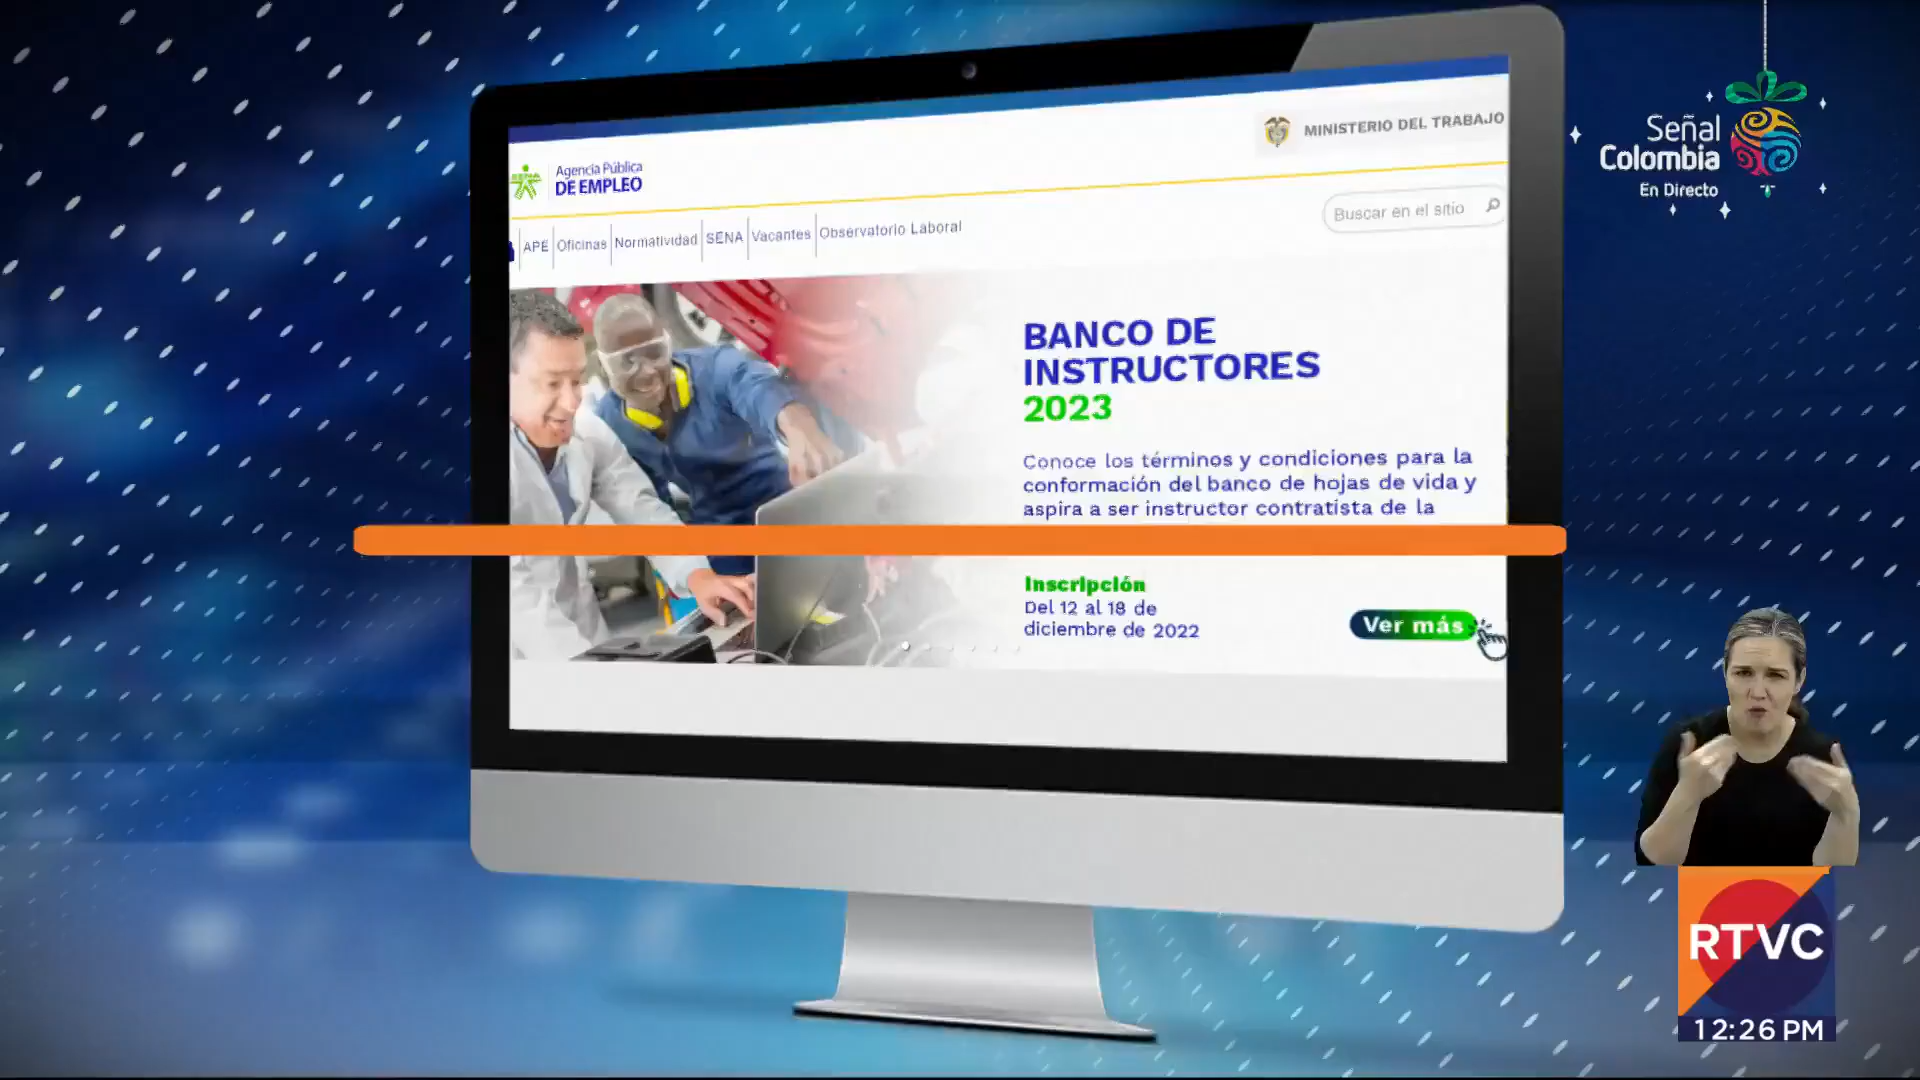 MINISTERIO DEL TRABAJO
Señal
Colombia
En Directo
SENA
Agencia Pública
DE EMPLEO
Buscar en el sitio
APE Oficinas Normatividad SENA Vacantes Observatorio Laboral
BANCO DE
INSTRUCTORES
2023
Conoce los términos y condiciones para la
conformación del banco de hojas de vida y
aspira a ser instructor contratista de la
Inscripción
Del 12 al 18 de
diciembre de 2022
Ver más
RTVC
12:26 PM